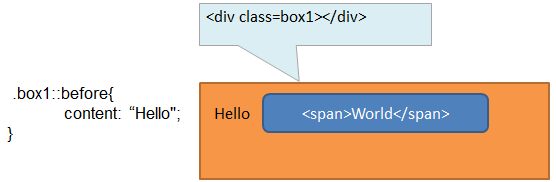 <div class=box1></div>
.box1::before{
content: “Hello";
}
Hello
<span>World</span>